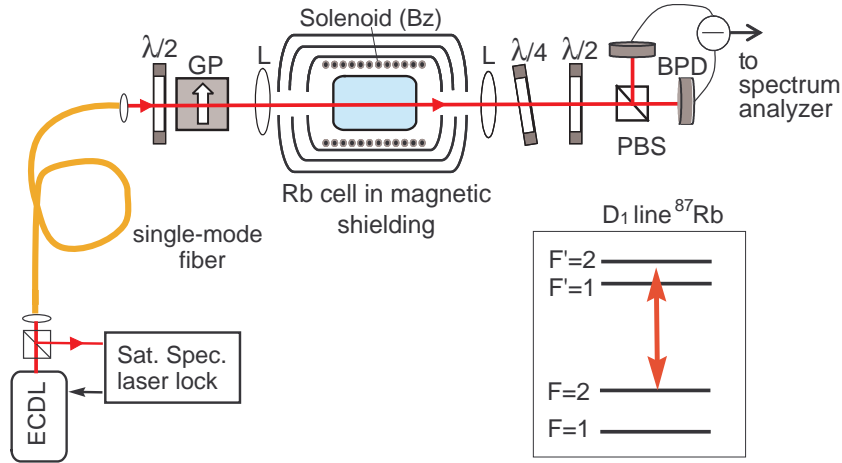 Solenoid (Bz)
λ/2
GP
L
L
λ/4
λ/2
BPD
to
spectrum
analyzer
PBS
Rb cell in magnetic
shielding
single-mode
fiber
D₁ line ⁸⁷Rb
F'=2
F'=1
F=2
F=1
Sat. Spec.
laser lock
ECDL